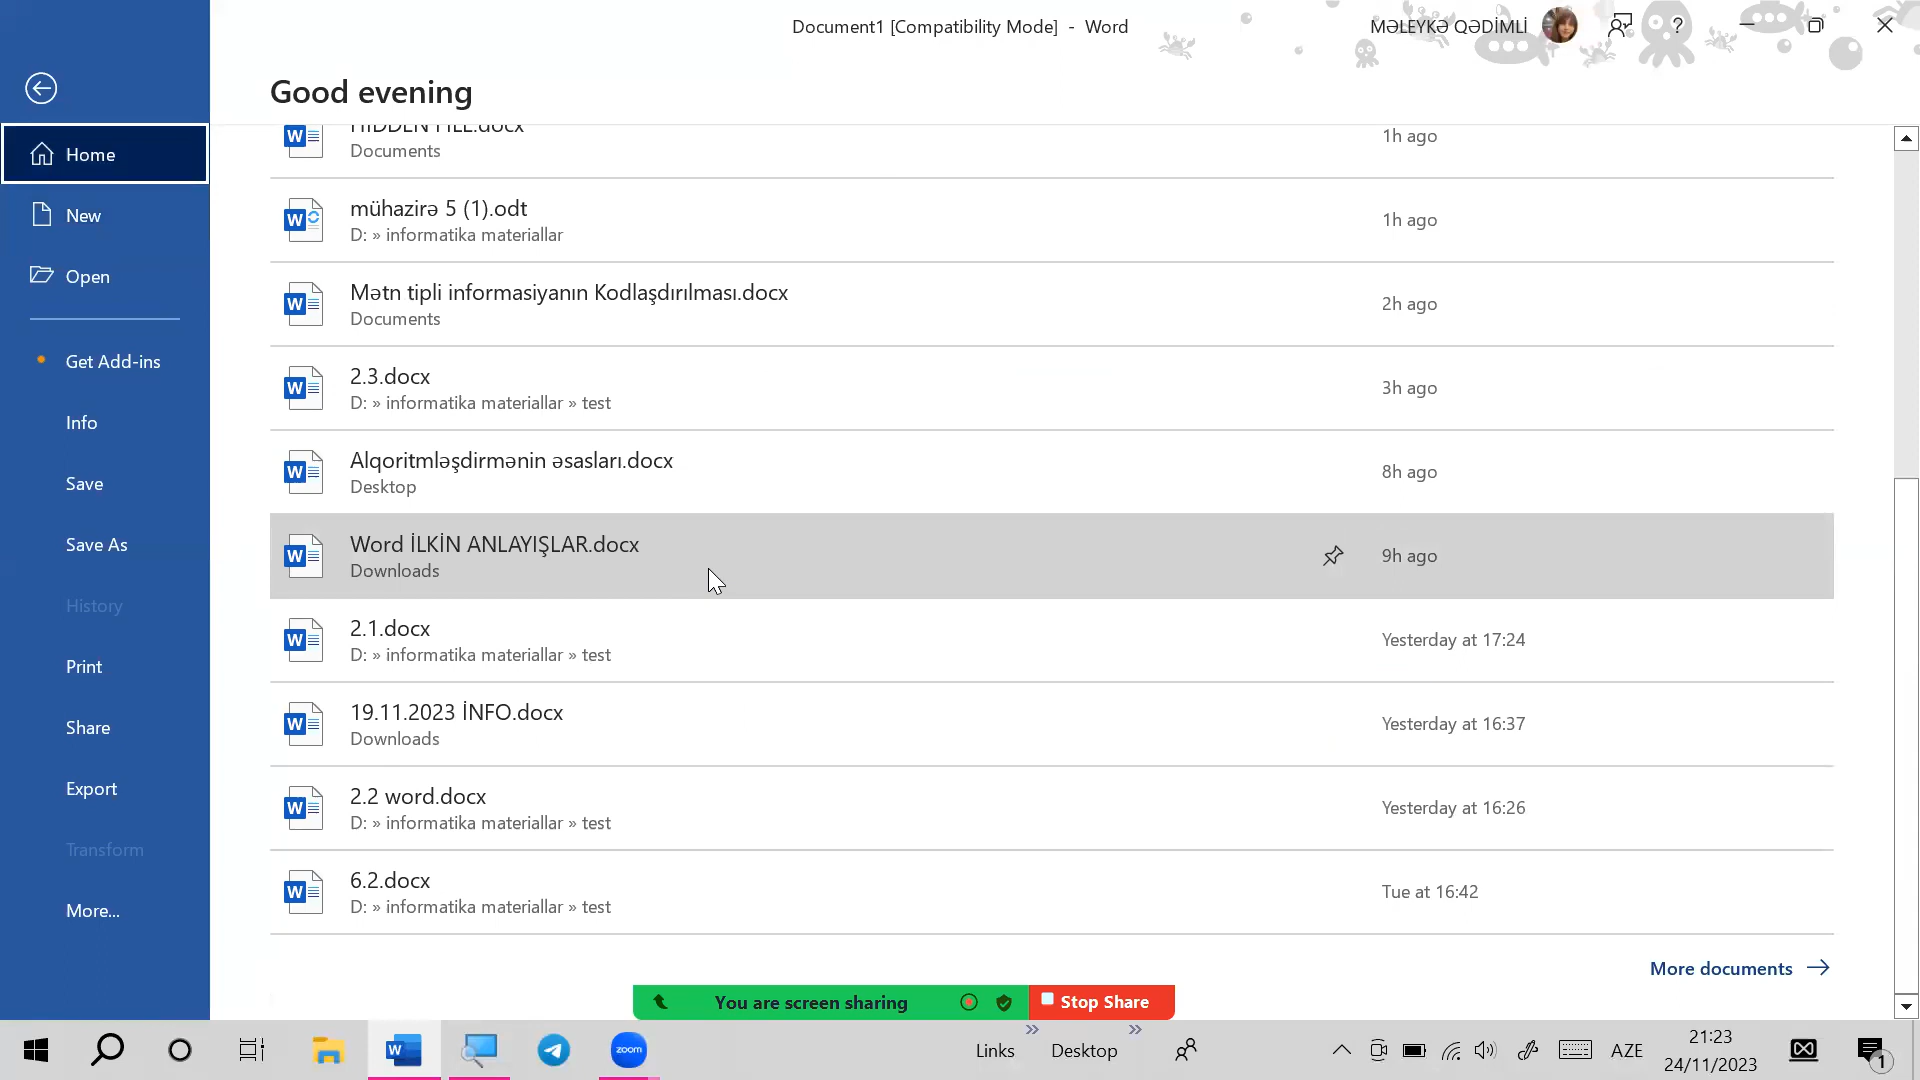 Document1 [Compatibility Mode] - Word
MƏLEYKƏ QƏDİMLİ
?
Good evening
Home
New
Open
Get Add-ins
Info
Save
Save As
History
Print
Share
Export
Transform
More...
HIDDEN FILE.docx
Documents
1h ago
mühazirə 5 (1).odt
D: » informatika materiallar
1h ago
Mətn tipli informasiyanın Kodlaşdırılması.docx
Documents
2h ago
2.3.docx
D: » informatika materiallar » test
3h ago
Alqoritmləşdirmənin əsasları.docx
Desktop
8h ago
Word İLKİN ANLAYIŞLAR.docx
Downloads
9h ago
2.1.docx
D: » informatika materiallar » test
Yesterday at 17:24
19.11.2023 İNFO.docx
Downloads
Yesterday at 16:37
2.2 word.docx
D: » informatika materiallar » test
Yesterday at 16:26
6.2.docx
D: » informatika materiallar » test
Tue at 16:42
More documents
You are screen sharing
Stop Share
zoom
Links
Desktop
AZE
21:23
24/11/2023
1